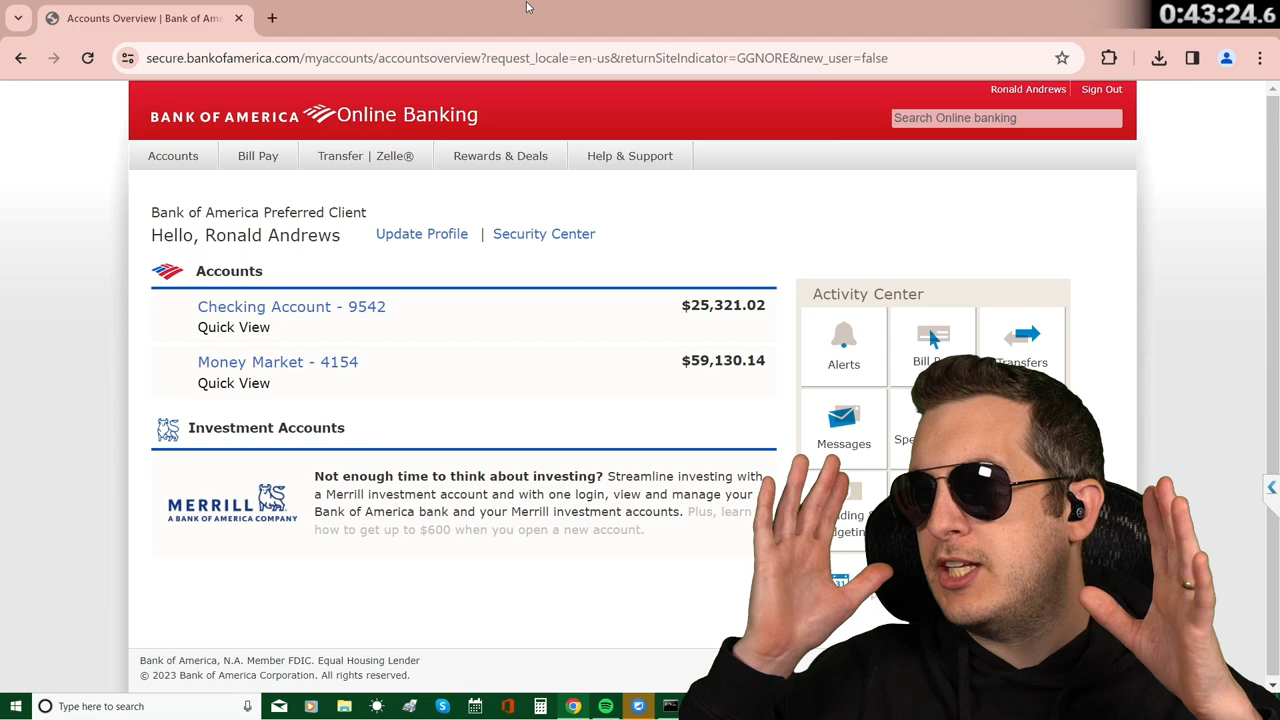 0:43:24.6
Accounts Overview | Bank of Ame
secure.bankofamerica.com/myaccounts/accountsoverview?request_locale=en-us&returnSiteIndicator=GGNORE&new_user=false
Ronald Andrews | Sign Out
BANK OF AMERICA Online Banking
Search Online banking
Accounts
Bill Pay
Transfer | Zelle®
Rewards & Deals
Help & Support
Bank of America Preferred Client
Hello, Ronald Andrews Update Profile | Security Center
Accounts
Checking Account - 9542 $25,321.02
Quick View
Money Market - 4154 $59,130.14
Quick View
Investment Accounts
MERRILL
A BANK OF AMERICA COMPANY
Not enough time to think about investing? Streamline investing with
a Merrill investment account and with one login, view and manage your
Bank of America bank and your Merrill investment accounts. Plus, learn
how to get up to $600 when you open a new account.
Activity Center
Alerts
Bill
Transfers
Messages
Bank of America, N.A. Member FDIC. Equal Housing Lender
© 2023 Bank of America Corporation. All rights reserved.
Type here to search